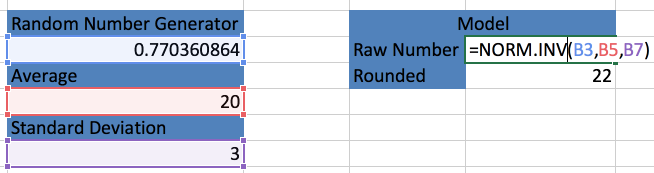 Random Number Generator
Model
0.770360864
Raw Number =NORM.INV(B3,B5,B7)
Average
Rounded 22
20
Standard Deviation
3